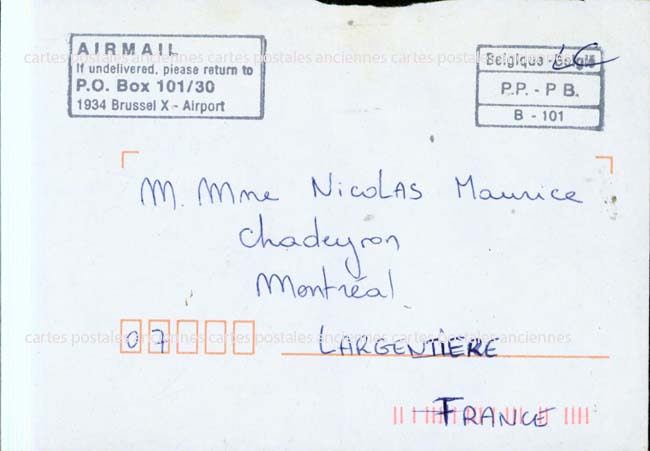 AIRMAIL
If undelivered, please return to
P.O. Box 101/30
1934 Brussel X - Airport
Belgique - België
P.P. - P B.
B - 101
cartes postales anciennes cartes postales anciennes cartes postales anciennes
M. Mme NICOLAS Maurice
Chadeyron
Montréal
07 LARGENTIÈRE
cartes postales anciennes cartes postales anciennes cartes postales anciennes
FRANCE